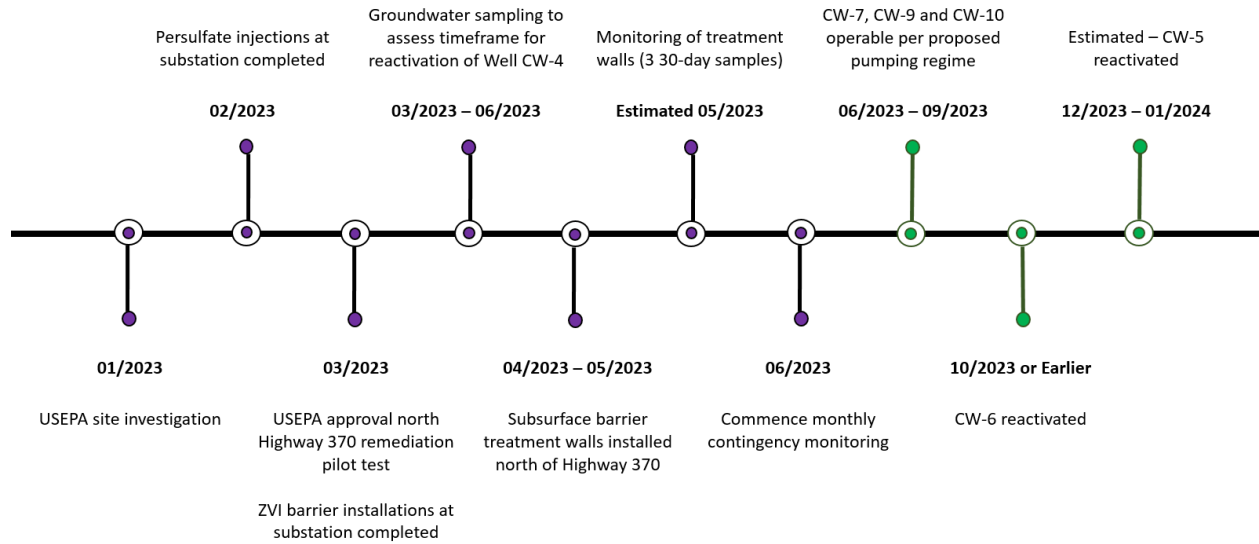 Persulfate injections at
substation completed
02/2023
Groundwater sampling to
assess timeframe for
reactivation of Well CW-4
03/2023 – 06/2023
Monitoring of treatment
walls (3 30-day samples)
Estimated 05/2023
CW-7, CW-9 and CW-10
operable per proposed
pumping regime
06/2023 – 09/2023
Estimated – CW-5
reactivated
12/2023 – 01/2024
01/2023
USEPA site investigation
03/2023
USEPA approval north
Highway 370 remediation
pilot test
ZVI barrier installations at
substation completed
04/2023 – 05/2023
Subsurface barrier
treatment walls installed
north of Highway 370
06/2023
Commence monthly
contingency monitoring
10/2023 or Earlier
CW-6 reactivated